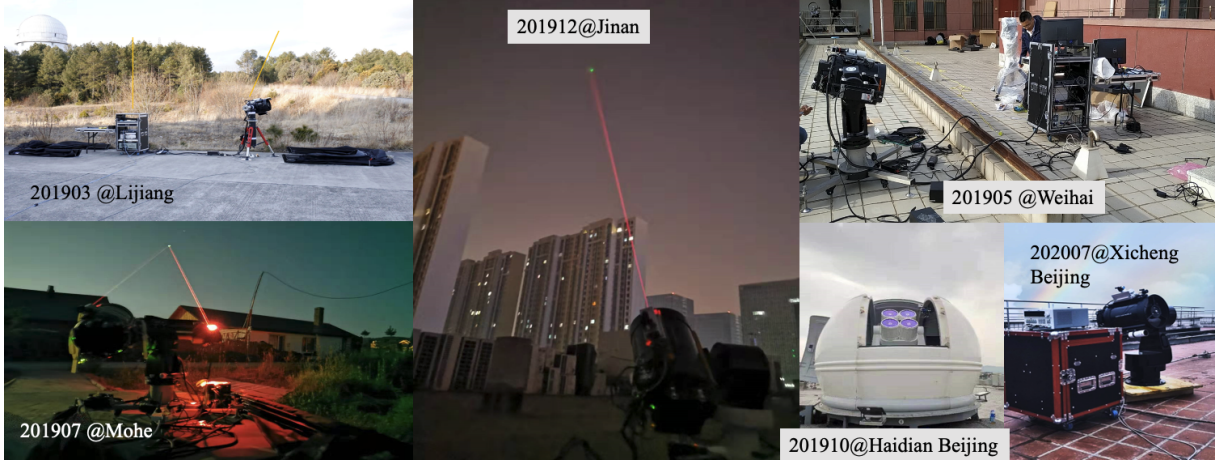 201903 @Lijiang
201912@Jinan
201905 @Weihai
201907 @Mohe
201910@Haidian Beijing
202007@Xicheng
Beijing